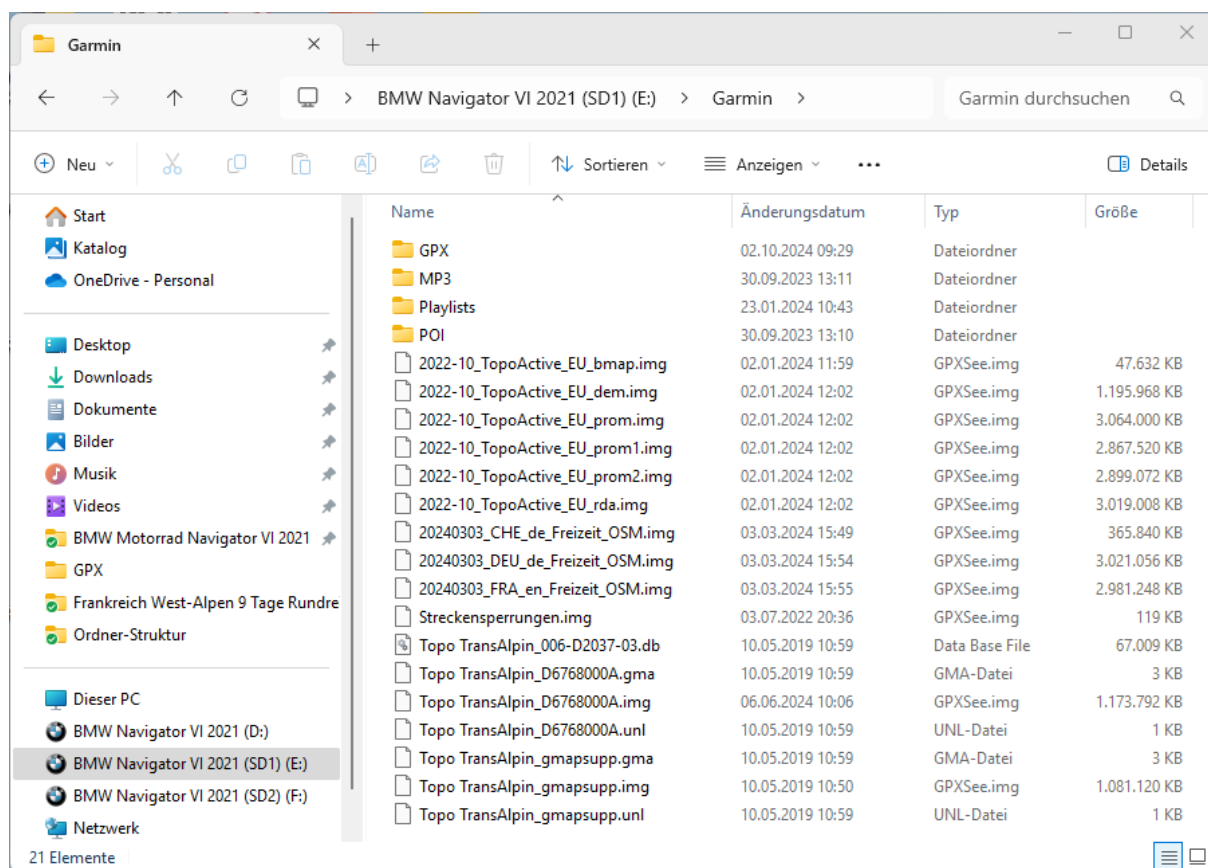 Garmin
BMW Navigator VI 2021 (SD1) (E:) > Garmin >
Garmin durchsuchen
Neu
Sortieren
Anzeigen
Details
Start
Katalog
OneDrive - Personal
Desktop
Downloads
Dokumente
Bilder
Musik
Videos
BMW Motorrad Navigator VI 2021
GPX
Frankreich West-Alpen 9 Tage Rundre
Ordner-Struktur
Dieser PC
BMW Navigator VI 2021 (D:)
BMW Navigator VI 2021 (SD1) (E:)
BMW Navigator VI 2021 (SD2) (F:)
Netzwerk
Name Änderungsdatum Typ Größe
GPX 02.10.2024 09:29 Dateiordner
MP3 30.09.2023 13:11 Dateiordner
Playlists 23.01.2024 10:43 Dateiordner
POI 30.09.2023 13:10 Dateiordner
2022-10_TopoActive_EU_bmap.img 02.01.2024 11:59 GPXSee.img 47.632 KB
2022-10_TopoActive_EU_dem.img 02.01.2024 12:02 GPXSee.img 1.195.968 KB
2022-10_TopoActive_EU_prom.img 02.01.2024 12:02 GPXSee.img 3.064.000 KB
2022-10_TopoActive_EU_prom1.img 02.01.2024 12:02 GPXSee.img 2.867.520 KB
2022-10_TopoActive_EU_prom2.img 02.01.2024 12:02 GPXSee.img 2.899.072 KB
2022-10_TopoActive_EU_rda.img 02.01.2024 12:02 GPXSee.img 3.019.008 KB
20240303_CHE_de_Freizeit_OSM.img 03.03.2024 15:49 GPXSee.img 365.840 KB
20240303_DEU_de_Freizeit_OSM.img 03.03.2024 15:54 GPXSee.img 3.021.056 KB
20240303_FRA_en_Freizeit_OSM.img 03.03.2024 15:55 GPXSee.img 2.981.248 KB
Streckensperrungen.img 03.07.2022 20:36 GPXSee.img 119 KB
Topo TransAlpin_006-D2037-03.db 10.05.2019 10:59 Data Base File 67.009 KB
Topo TransAlpin_D6768000A.gma 10.05.2019 10:59 GMA-Datei 3 KB
Topo TransAlpin_D6768000A.img 06.06.2024 10:06 GPXSee.img 1.173.792 KB
Topo TransAlpin_D6768000A.unl 10.05.2019 10:59 UNL-Datei 1 KB
Topo TransAlpin_gmapsupp.gma 10.05.2019 10:59 GMA-Datei 3 KB
Topo TransAlpin_gmapsupp.img 10.05.2019 10:50 GPXSee.img 1.081.120 KB
Topo TransAlpin_gmapsupp.unl 10.05.2019 10:59 UNL-Datei 1 KB
21 Elemente